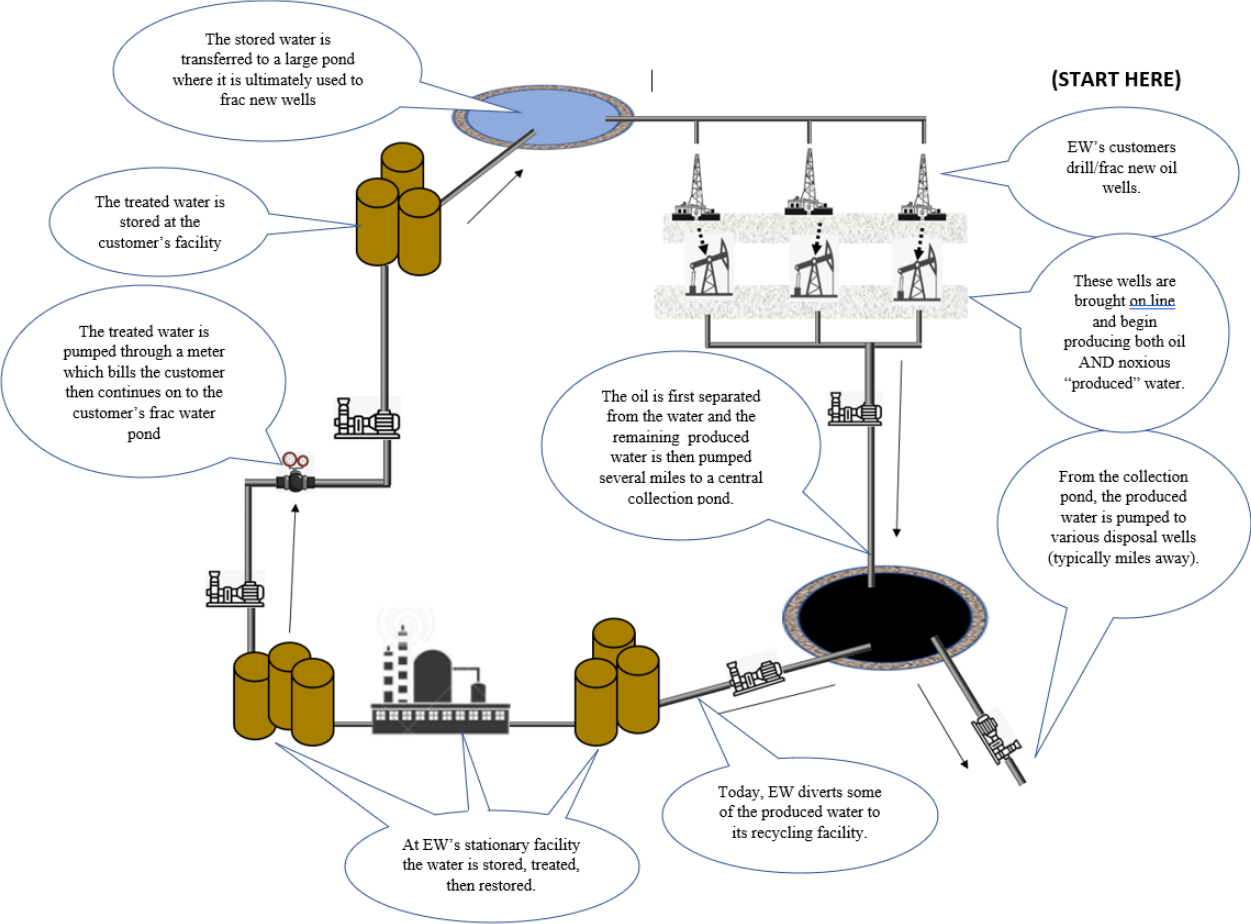 (START HERE)
EW's customers
drill/frac new oil
wells.
These wells are
brought on line
and begin
producing both oil
AND noxious
“produced” water.
The oil is first separated
from the water and the
remaining produced
water is then pumped
several miles to a central
collection pond.
From the collection
pond, the produced
water is pumped to
various disposal wells
(typically miles away).
Today, EW diverts some
of the produced water to
its recycling facility.
At EW's stationary facility
the water is stored, treated,
then restored.
The treated water is
pumped through a meter
which bills the customer
then continues on to the
customer's frac water
pond
The treated water is
stored at the
customer's facility
The stored water is
transferred to a large pond
where it is ultimately used to
frac new wells